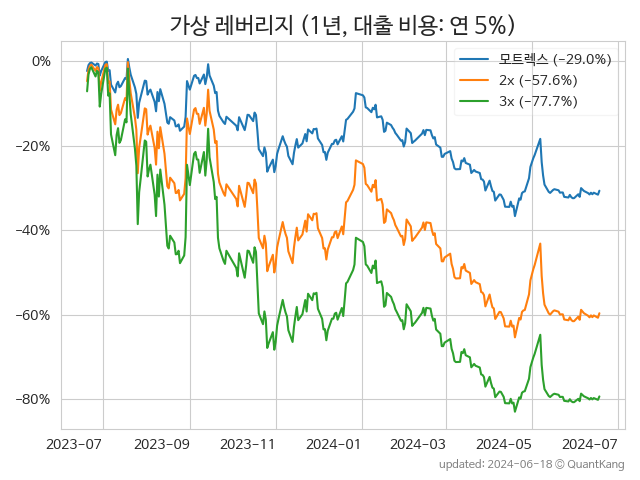 가상 레버리지 (1년, 대출 비용: 연 5%)
모트렉스 (−29.0%)
2x (−57.6%)
3x (−77.7%)
0%
−20%
−40%
−60%
−80%
2023-07 2023-09 2023-11 2024-01 2024-03 2024-05 2024-07
updated: 2024-06-18 © QuantKang